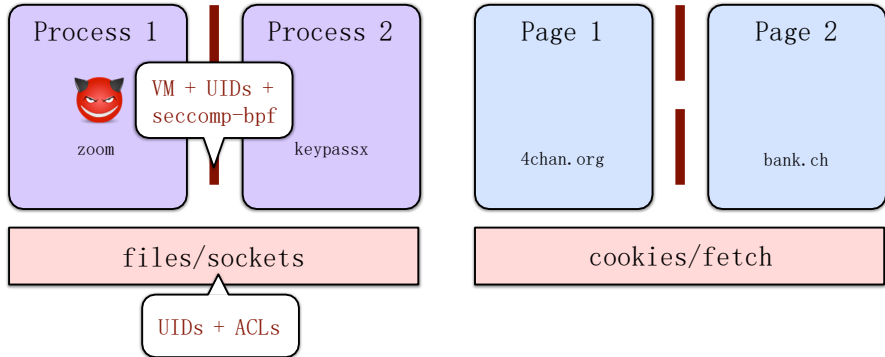 Process 1
Process 2
Page 1
Page 2
VM + UIDs +
seccomp-bpf
zoom
keypassx
4chan.org
bank.ch
files/sockets
cookies/fetch
UIDs + ACLs